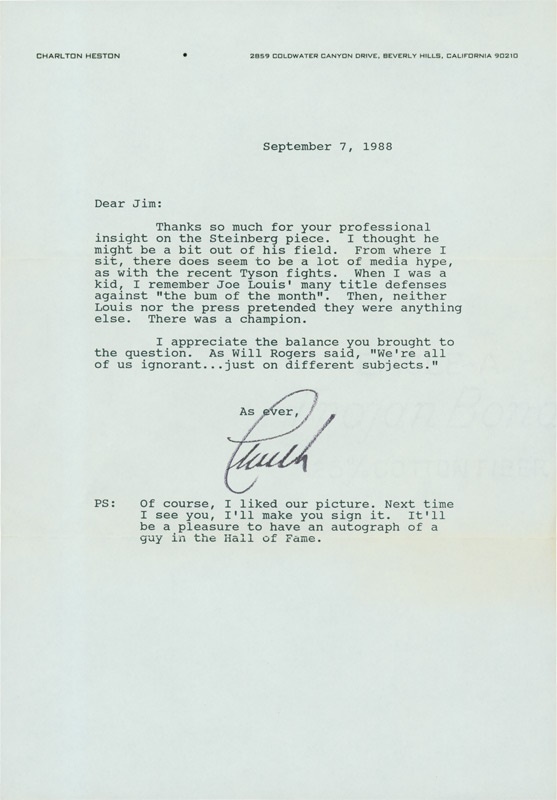 CHARLTON HESTON • 2859 COLDWATER CANYON DRIVE, BEVERLY HILLS, CALIFORNIA 90210
September 7, 1988
Dear Jim:
Thanks so much for your professional
insight on the Steinberg piece. I thought he
might be a bit out of his field. From where I
sit, there does seem to be a lot of media hype,
as with the recent Tyson fights. When I was a
kid, I remember Joe Louis' many title defenses
against "the bum of the month". Then, neither
Louis nor the press pretended they were anything
else. There was a champion.
I appreciate the balance you brought to
the question. As Will Rogers said, "We're all
of us ignorant...just on different subjects."
As ever,
Chuck
PS: Of course, I liked our picture. Next time
I see you, I'll make you sign it. It'll
be a pleasure to have an autograph of a
guy in the Hall of Fame.